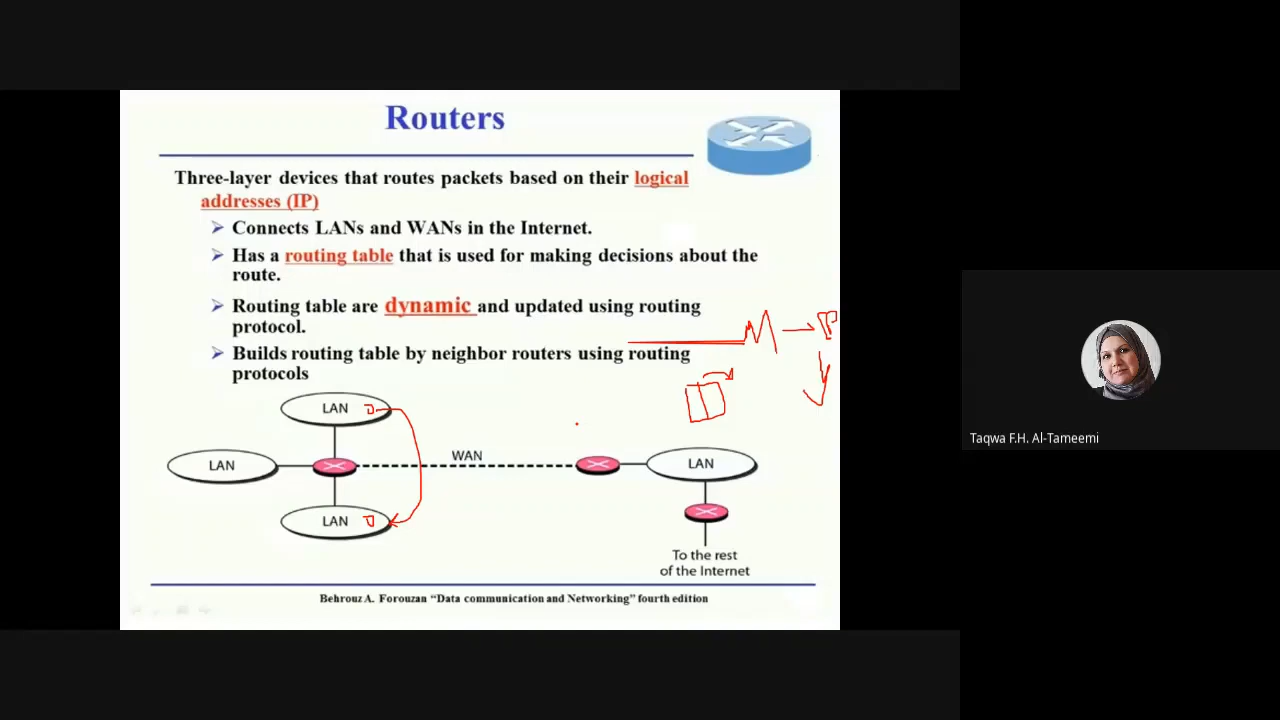 Routers
Three-layer devices that routes packets based on their logical
addresses (IP)
Connects LANs and WANs in the Internet.
Has a routing table that is used for making decisions about the
route.
Routing table are dynamic and updated using routing
protocol.
Builds routing table by neighbor routers using routing
protocols
LAN
LAN
WAN
LAN
LAN
To the rest
of the Internet
Behrouz A. Forouzan "Data communication and Networking" fourth edition
Taqwa F.H. Al-Tameemi